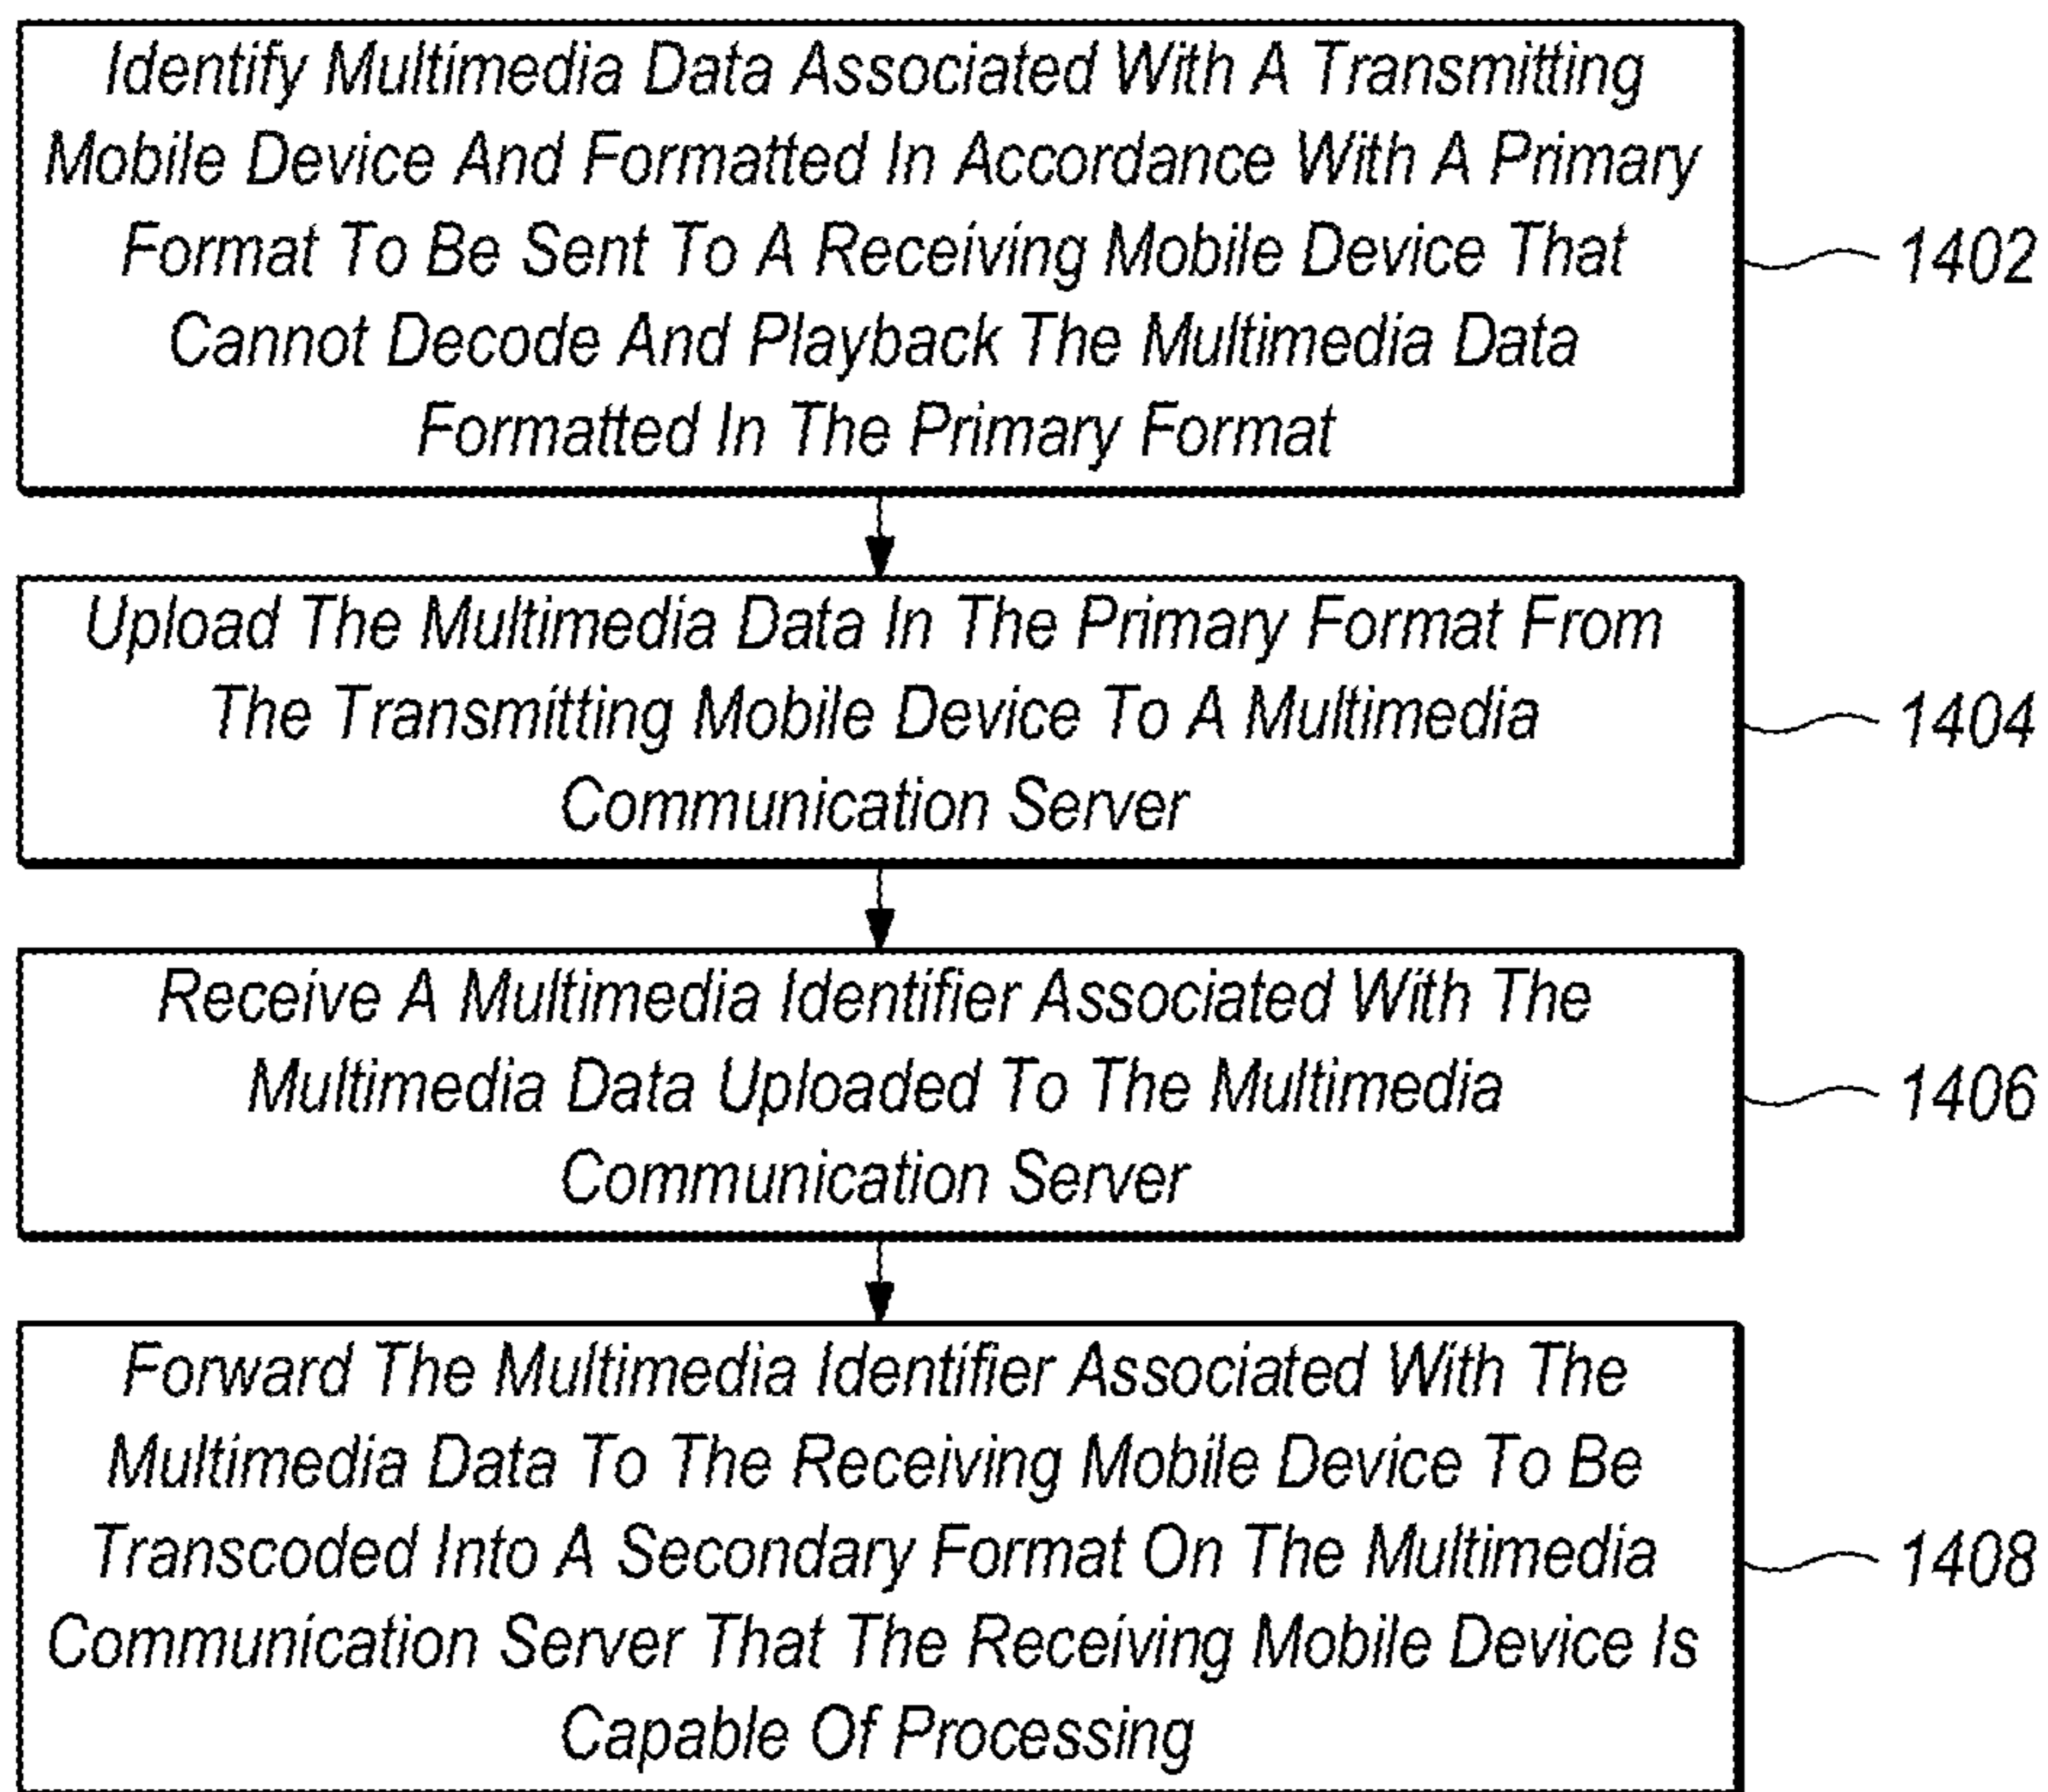 Identify Multimedia Data Associated With A Transmitting
Mobile Device And Formatted In Accordance With A Primary
Format To Be Sent To A Receiving Mobile Device That
Cannot Decode And Playback The Multimedia Data
Formatted In The Primary Format
1402
Upload The Multimedia Data In The Primary Format From
The Transmitting Mobile Device To A Multimedia
Communication Server
1404
Receive A Multimedia Identifier Associated With The
Multimedia Data Uploaded To The Multimedia
Communication Server
1406
Forward The Multimedia Identifier Associated With The
Multimedia Data To The Receiving Mobile Device To Be
Transcoded Into A Secondary Format On The Multimedia
Communication Server That The Receiving Mobile Device Is
Capable Of Processing
1408